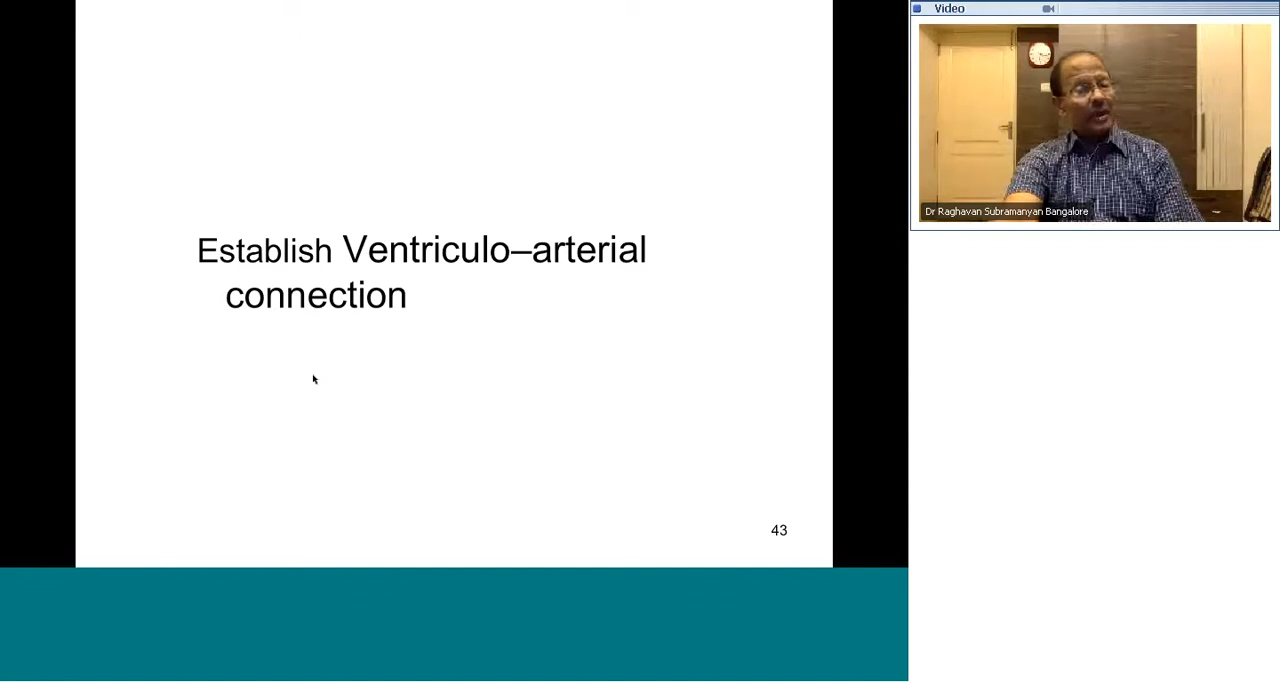 Video
Dr Raghavan Subramanyan Bangalore
Establish Ventriculo–arterial
connection
43